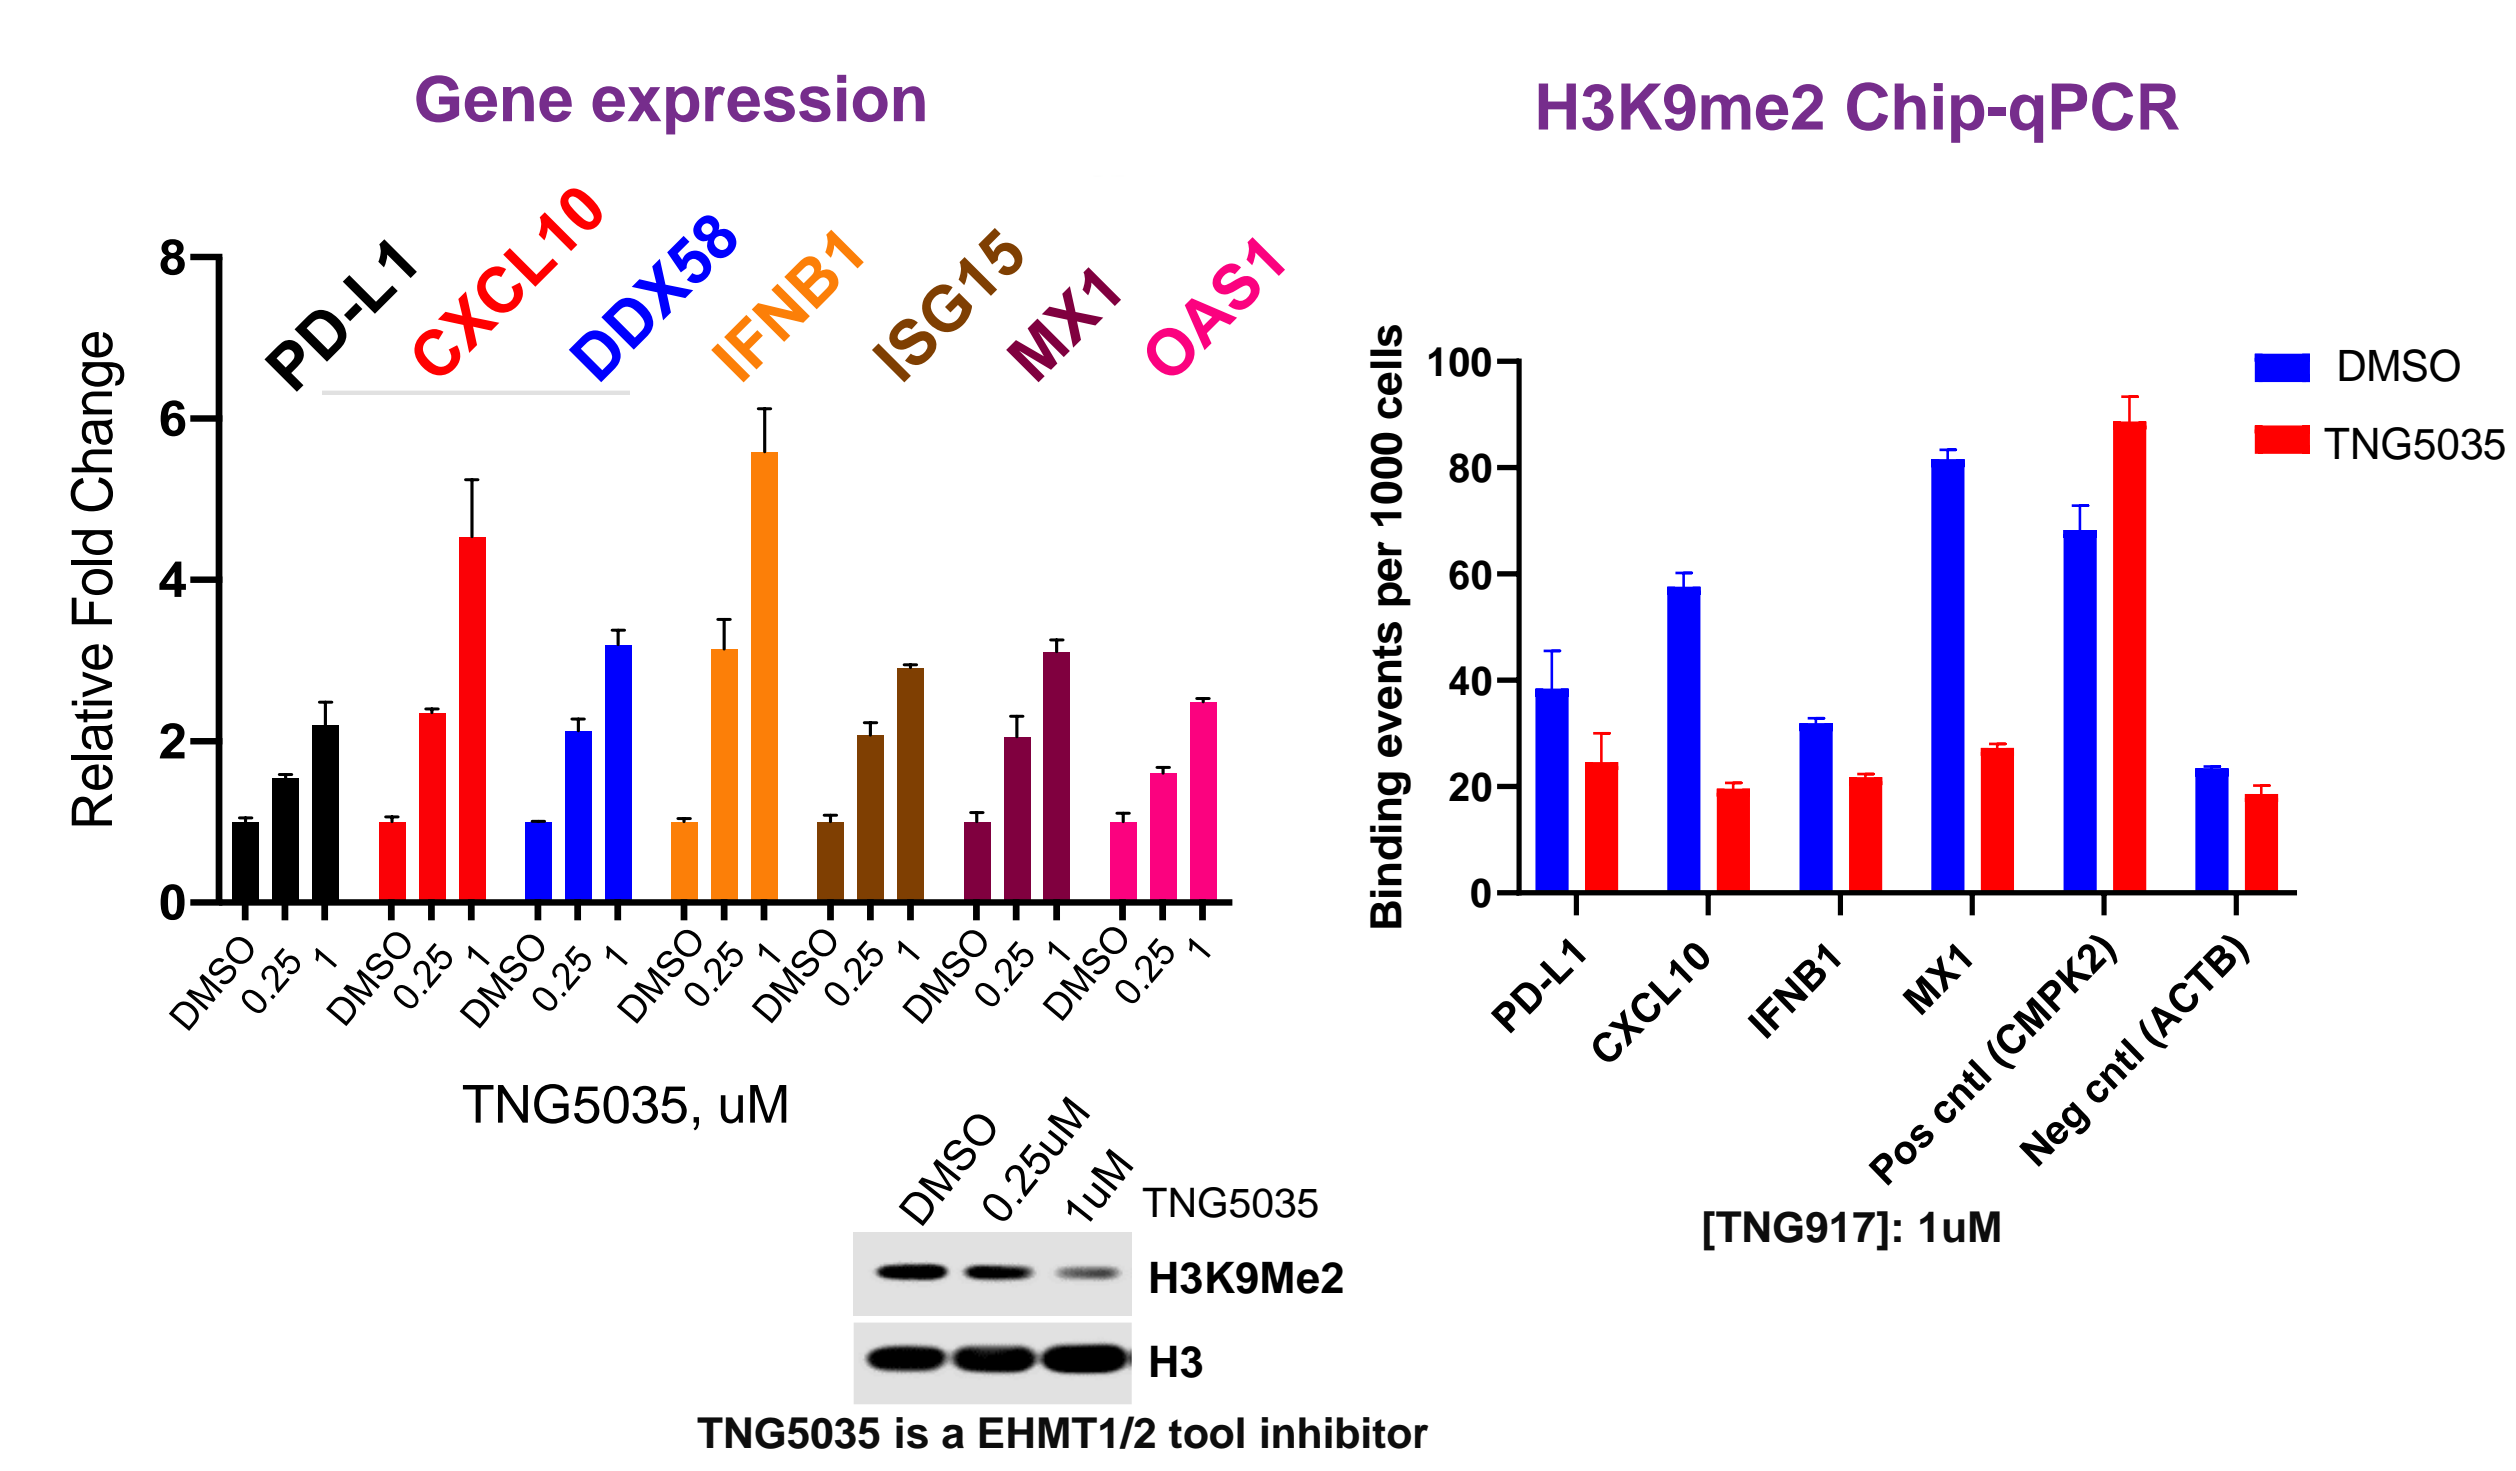 Gene expression
PD-L1
CXCL10
DDX58
IFNB1
ISG15
MX1
OAS1
Relative Fold Change
8
6
4
2
0
DMSO
0.25
1
DMSO
0.25
1
DMSO
0.25
1
DMSO
0.25
1
DMSO
0.25
1
DMSO
0.25
1
DMSO
0.25
1
TNG5035, uM
H3K9me2 Chip-qPCR
Binding events per 1000 cells
100
80
60
40
20
0
DMSO
TNG5035
PD-L1
CXCL10
IFNB1
MX1
Pos cntl (CMPK2)
Neg cntl (ACTB)
[TNG917]: 1uM
DMSO
0.25uM
1uM
TNG5035
H3K9Me2
H3
TNG5035 is a EHMT1/2 tool inhibitor